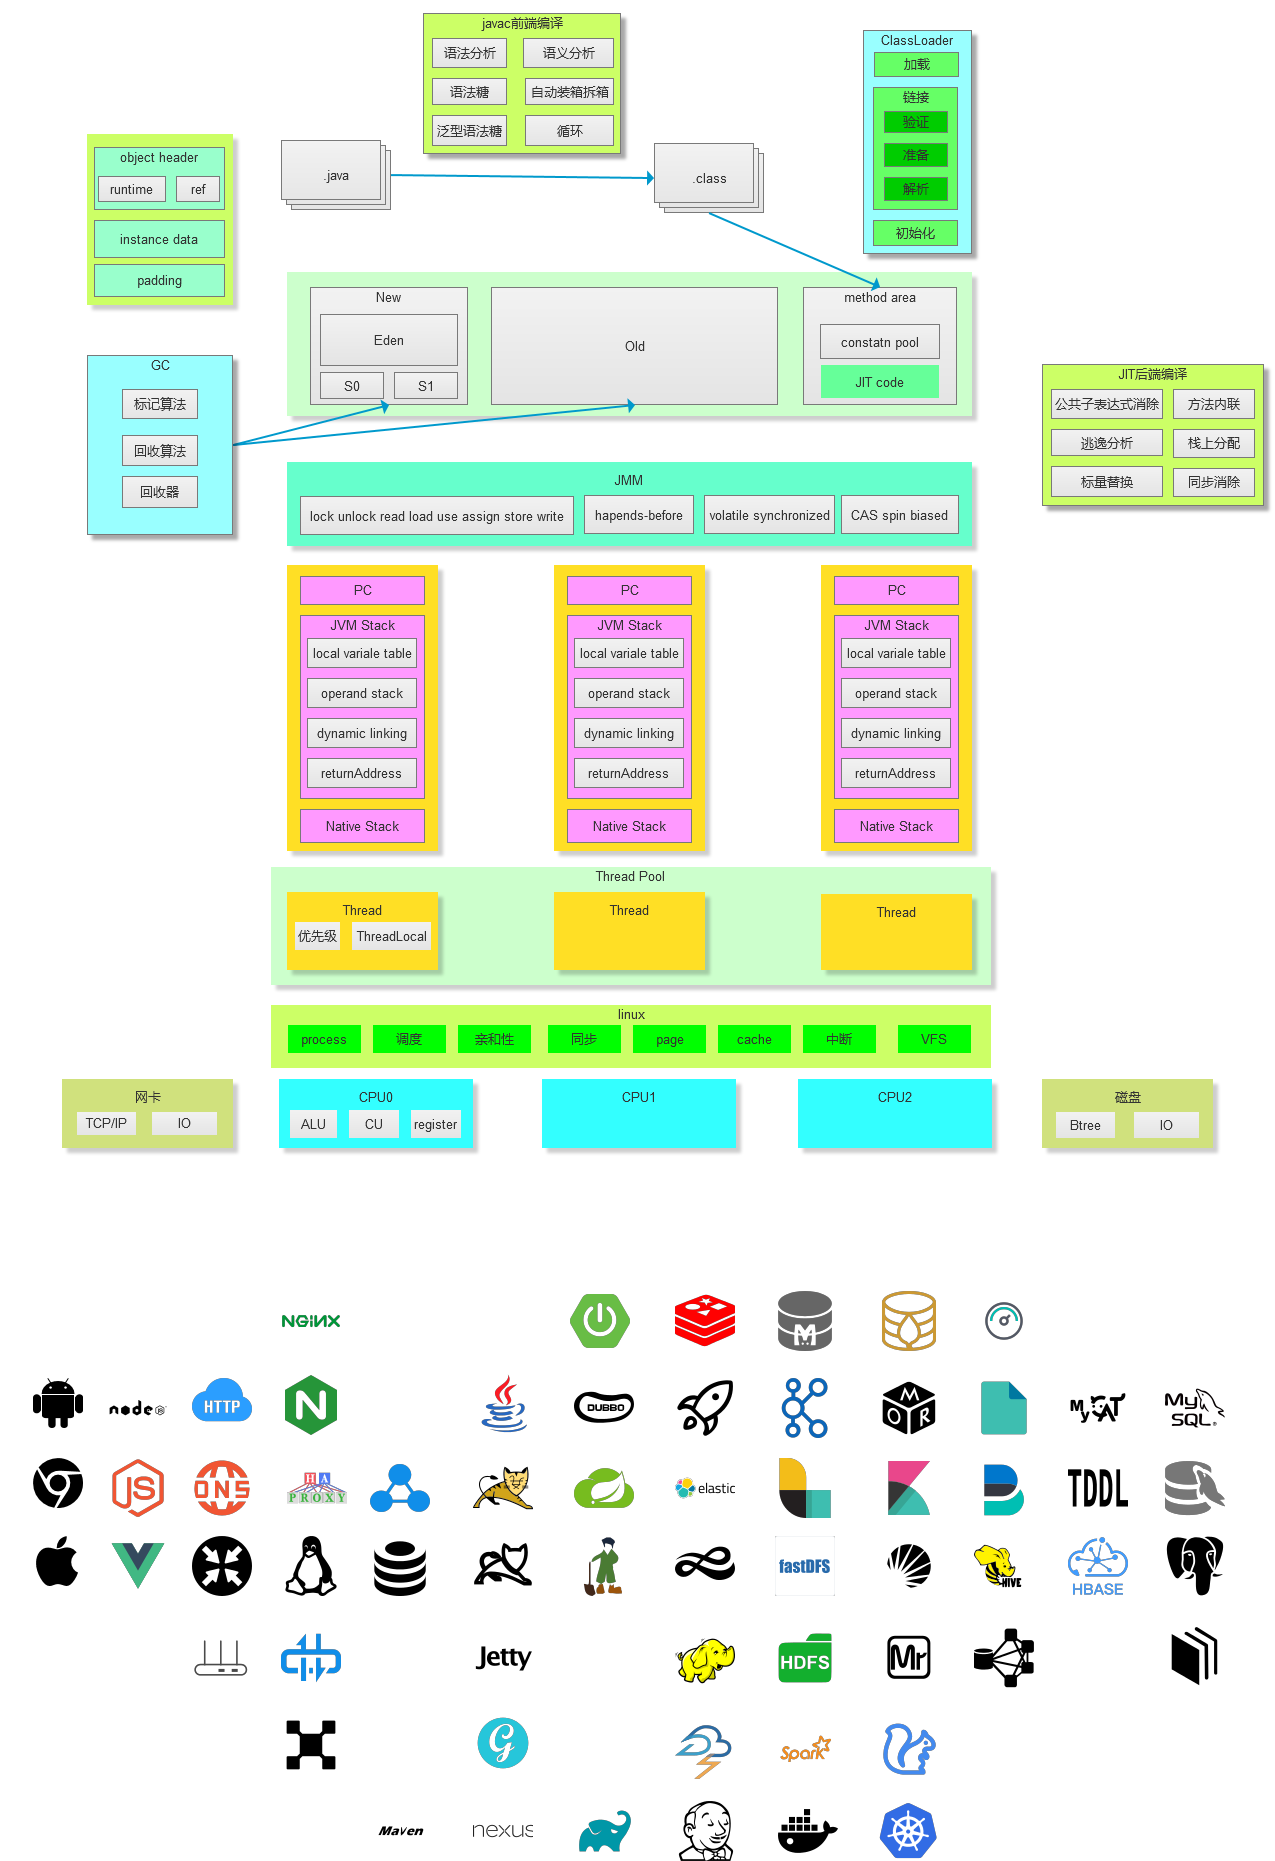 javac前端编译
语法分析
语义分析
语法糖
自动装箱拆箱
泛型语法糖
循环
ClassLoader
加载
链接
验证
准备
解析
初始化
object header
runtime
ref
instance data
padding
.java
.class
New
Eden
S0
S1
Old
method area
constatn pool
JIT code
GC
标记算法
回收算法
回收器
JIT后端编译
公共子表达式消除
方法内联
逃逸分析
栈上分配
标量替换
同步消除
JMM
lock unlock read load use assign store write
hapends-before
volatile synchronized
CAS spin biased
PC
JVM Stack
local variale table
operand stack
dynamic linking
returnAddress
Native Stack
PC
JVM Stack
local variale table
operand stack
dynamic linking
returnAddress
Native Stack
PC
JVM Stack
local variale table
operand stack
dynamic linking
returnAddress
Native Stack
Thread Pool
Thread
优先级
ThreadLocal
Thread
Thread
linux
process
调度
亲和性
同步
page
cache
中断
VFS
网卡
TCP/IP
IO
CPU0
ALU
CU
register
CPU1
CPU2
磁盘
Btree
IO
NGiNX
M
node
JS
HTTP
N
DUBBO
M
O R
MyCAT
MySQL
JS
DNS
HA
PROXY
elastic
TDDL
fastDFS
HIVE
HBASE
Jetty
HDFS
Mr
G
Spark
Maven
nexus